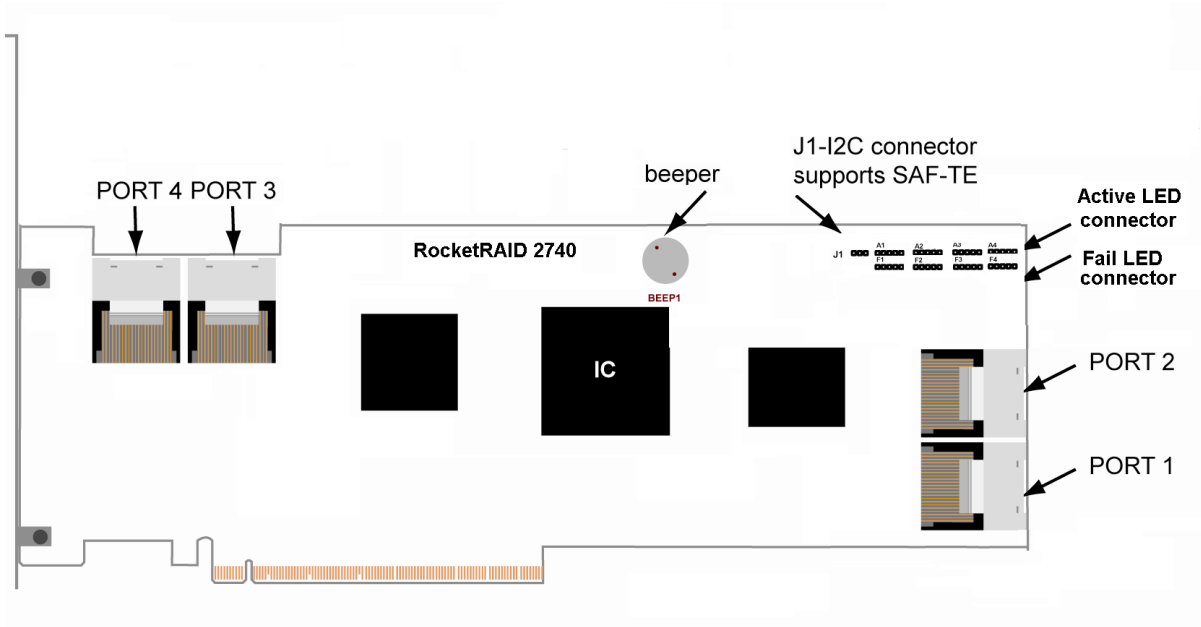 J1-I2C connector
supports SAF-TE
beeper
PORT 4 PORT 3
Active LED
connector
RocketRAID 2740
J1 A1 A2 A3 A4
F1 F2 F3 F4
Fail LED
connector
BEEP1
IC
PORT 2
PORT 1